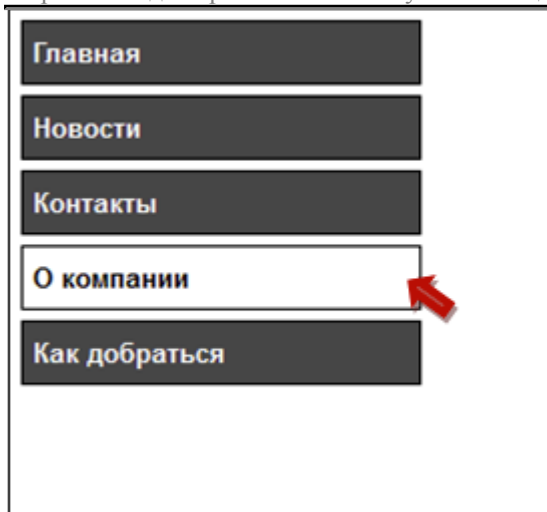 Главная
Новости
Контакты
О компании
Как добраться